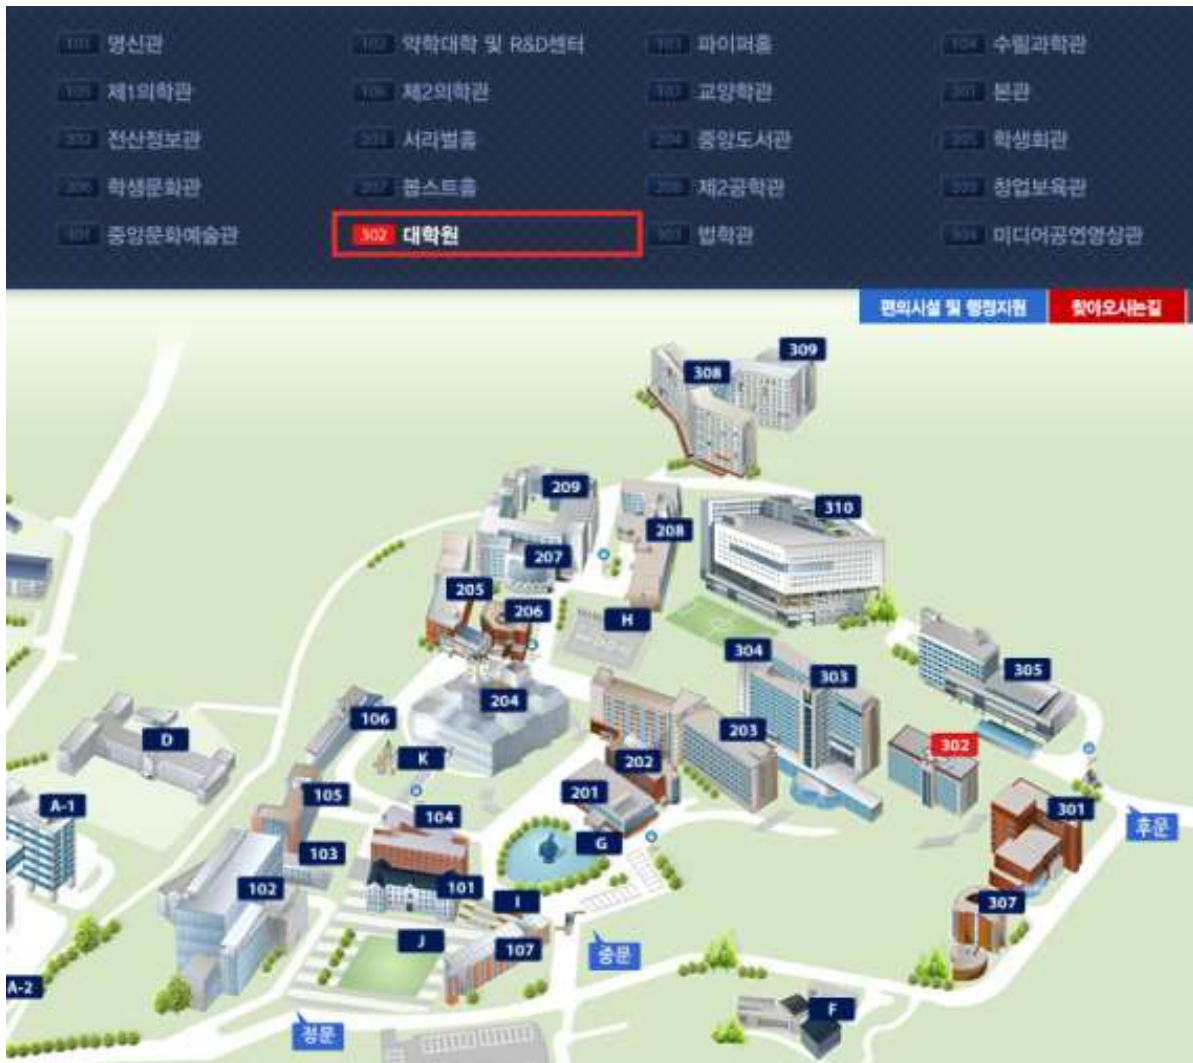 101 영신관 102 약학대학 및 R&D센터 103 파이퍼홀 104 수림과학관
105 제1의학관 106 제2의학관 107 교양학관 201 본관
202 전산정보관 203 서라벌홀 204 중앙도서관 205 학생회관
206 학생문화관 207 봅스트홀 208 제2공학관 209 창업보육관
301 중앙문화예술관 302 대학원 303 법학관 304 미디어공연영상관
편의시설 및 행정지원 찾아오시는길
309
308
209
310
208
207
205
206
H
304
305
303
204
106
203
D
302
K
202
A-1
105
201
301
104
후문
G
103
102
101
I
307
J
107
중문
A-2
F
정문